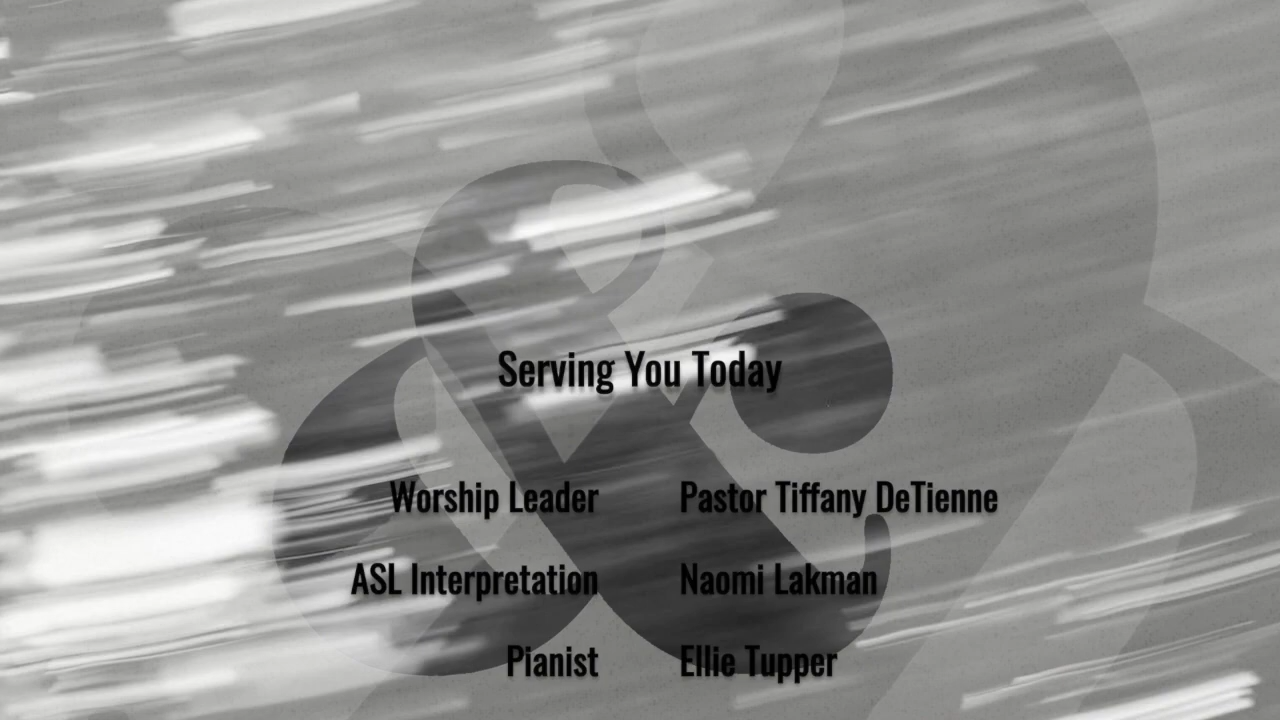 Serving You Today
Worship Leader Pastor Tiffany DeTienne
ASL Interpretation Naomi Lakman
Pianist Ellie Tupper